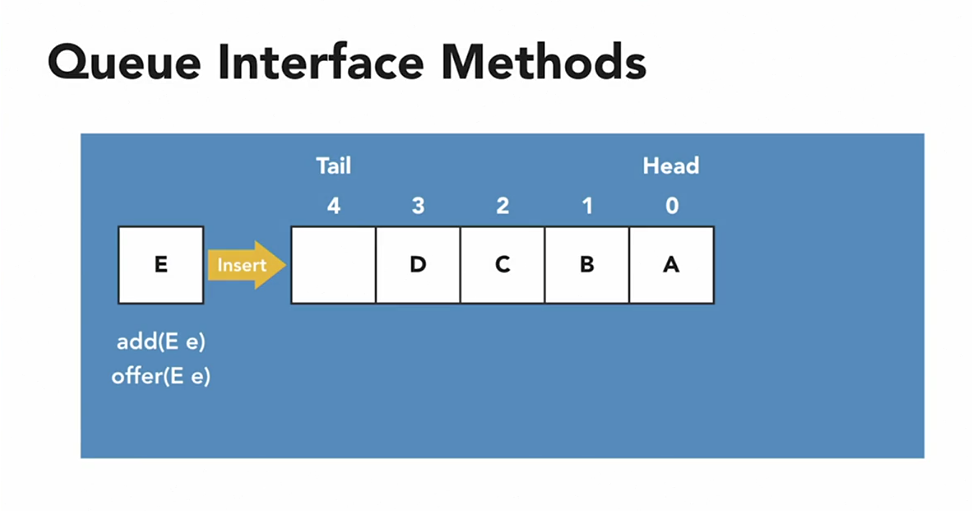 Queue Interface Methods
Tail Head
4 3 2 1 0
E Insert D C B A
add(E e)
offer(E e)